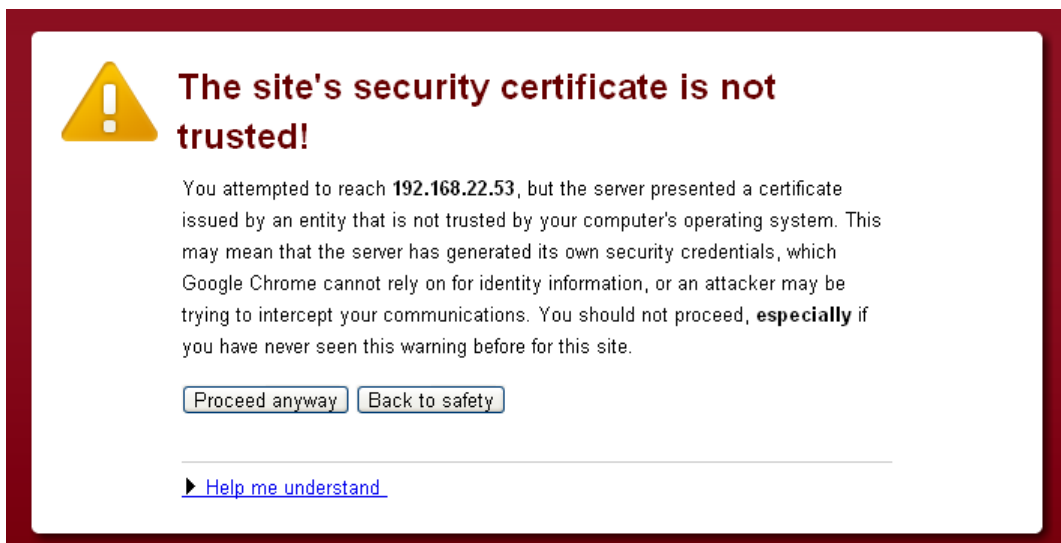 The site's security certificate is not
trusted!
You attempted to reach 192.168.22.53, but the server presented a certificate
issued by an entity that is not trusted by your computer's operating system. This
may mean that the server has generated its own security credentials, which
Google Chrome cannot rely on for identity information, or an attacker may be
trying to intercept your communications. You should not proceed, especially if
you have never seen this warning before for this site.
Proceed anyway Back to safety
Help me understand